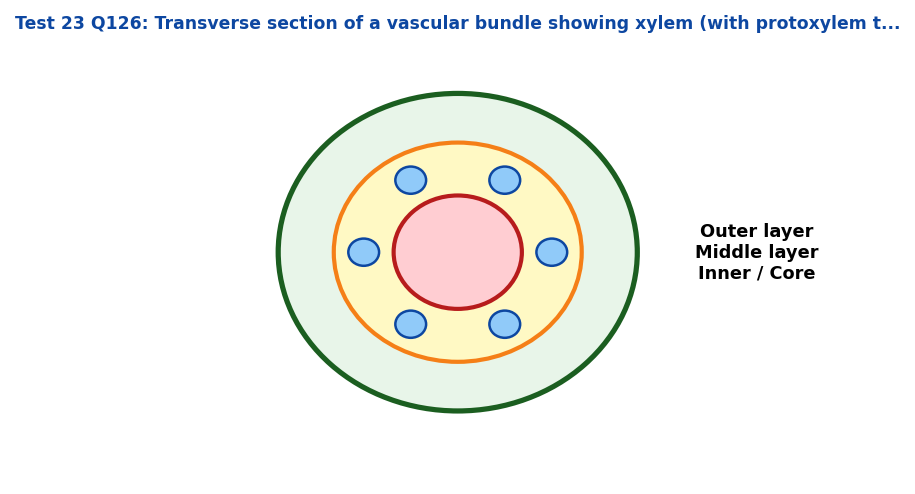 Test 23 Q126: Transverse section of a vascular bundle showing xylem (with protoxylem t...
Outer layer
Middle layer
Inner / Core